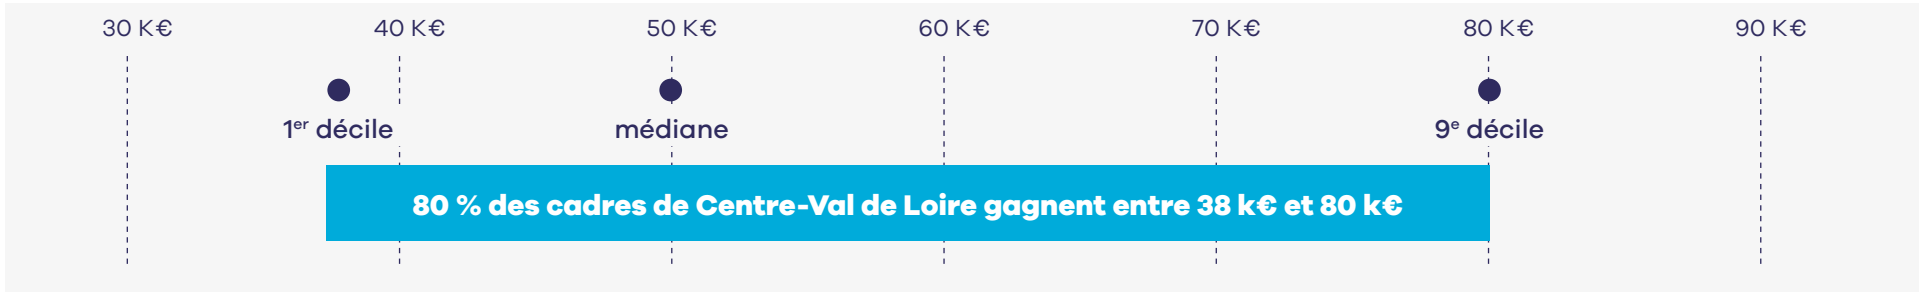 30 K€ 40 K€ 50 K€ 60 K€ 70 K€ 80 K€ 90 K€
1er décile médiane 9e décile
80 % des cadres de Centre-Val de Loire gagnent entre 38 k€ et 80 k€